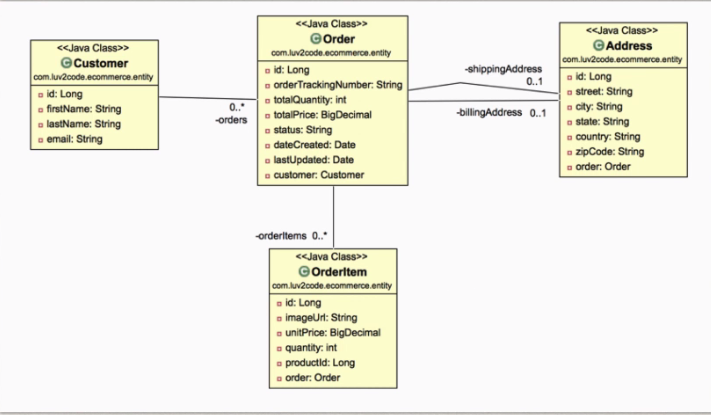 <<Java Class>>
Customer
com.luv2code.ecommerce.entity
id: Long
firstName: String
lastName: String
email: String
0..*
-orders
<<Java Class>>
Order
com.luv2code.ecommerce.entity
id: Long
orderTrackingNumber: String
totalQuantity: int
totalPrice: BigDecimal
status: String
dateCreated: Date
lastUpdated: Date
customer: Customer
-shippingAddress
0..1
-billingAddress 0..1
<<Java Class>>
Address
com.luv2code.ecommerce.entity
id: Long
street: String
city: String
state: String
country: String
zipCode: String
order: Order
-orderItems 0..*
<<Java Class>>
OrderItem
com.luv2code.ecommerce.entity
id: Long
imageUrl: String
unitPrice: BigDecimal
quantity: int
productId: Long
order: Order